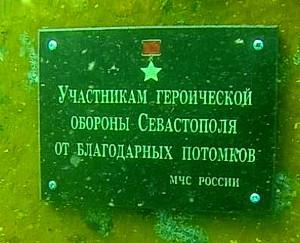 Участникам героической
обороны Севастополя
от благодарных потомков
МЧС России